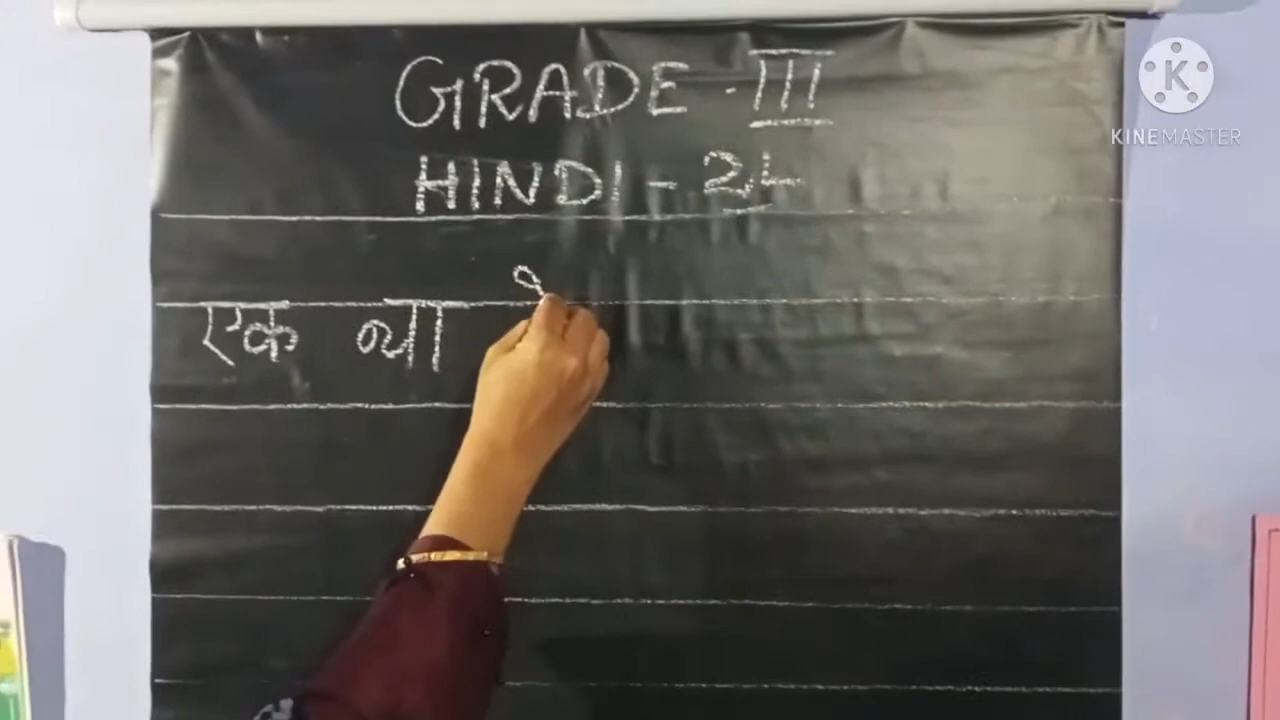 GRADE - III
HINDI - 2L
एक था
KINEMASTER